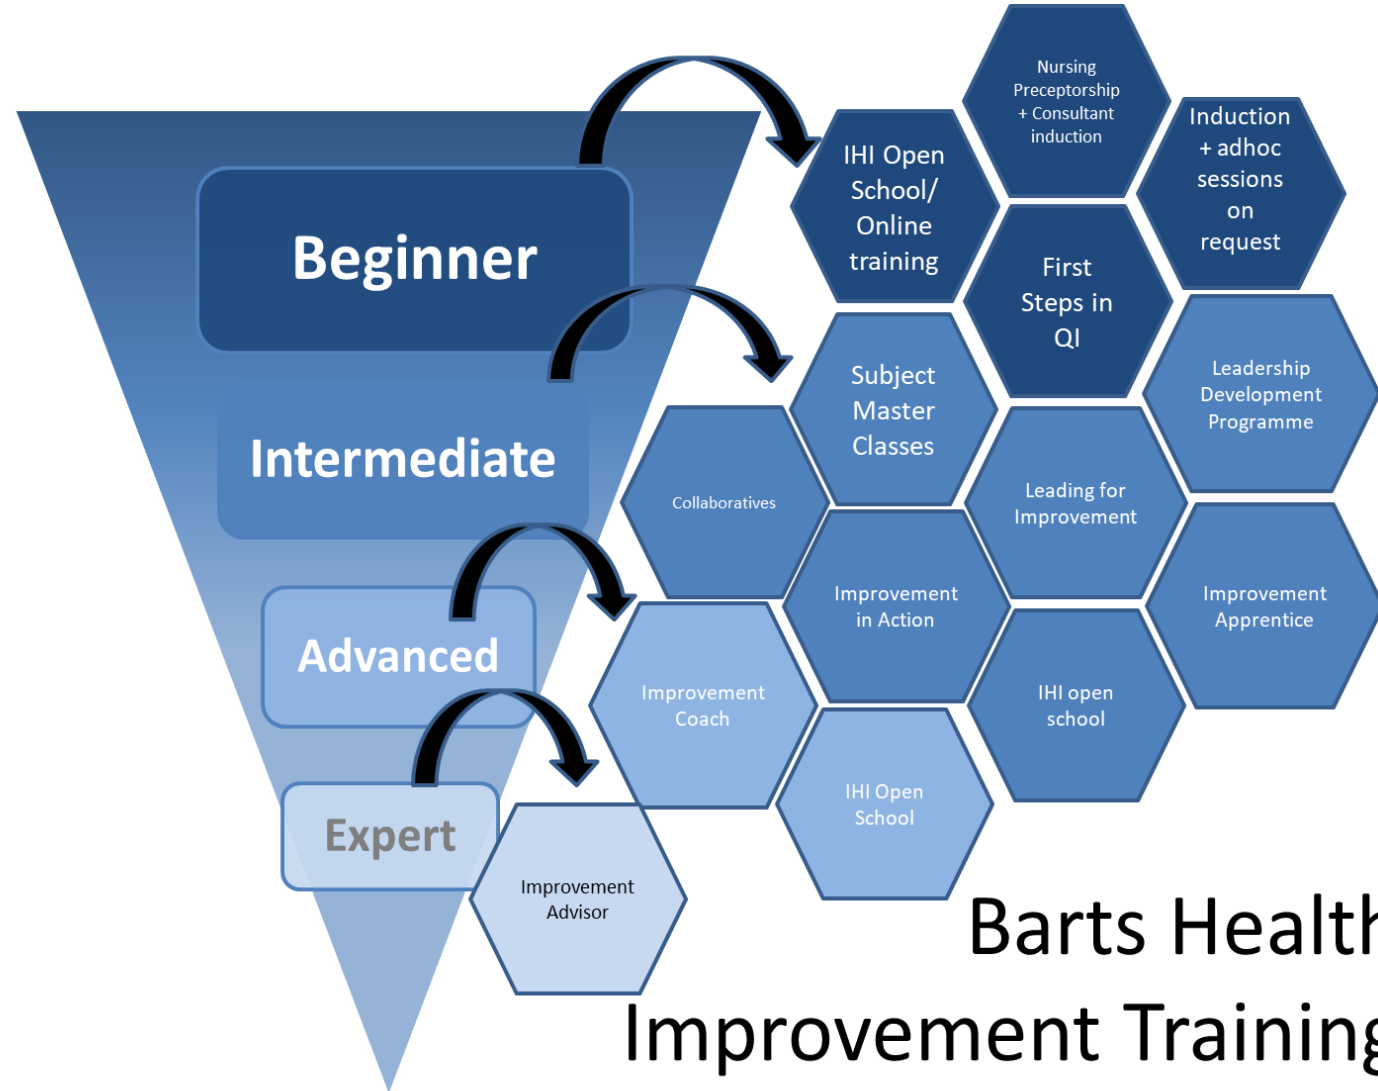 Beginner
Intermediate
Advanced
Expert
Nursing
Preceptorship
+ Consultant
induction
IHI Open
School/
Online
training
Induction
+ adhoc
sessions
on
request
First
Steps in
QI
Subject
Master
Classes
Leadership
Development
Programme
Collaboratives
Leading for
Improvement
Improvement
in Action
Improvement
Apprentice
Improvement
Coach
IHI open
school
IHI Open
School
Improvement
Advisor
Barts Health
Improvement Training